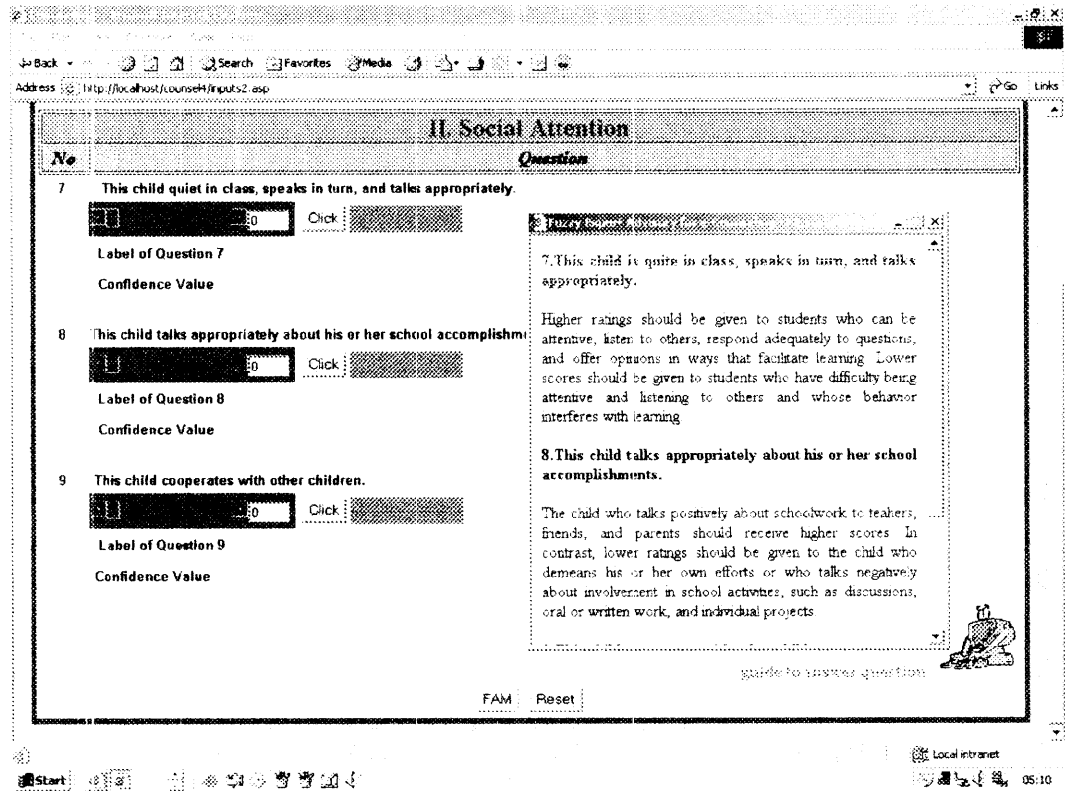 Back Search Favorites Media
Address http://localhost/counsel4/inputs2.asp Go Links
II. Social Attention
No Question
7 This child quiet in class, speaks in turn, and talks appropriately.
0 Click
Label of Question 7
Confidence Value
8 This child talks appropriately about his or her school accomplishme
0 Click
Label of Question 8
Confidence Value
9 This child cooperates with other children.
0 Click
Label of Question 9
Confidence Value
Fuzzy
7.This child is quite in class, speaks in turn, and talks
appropriately.
Higher ratings should be given to students who can be
attentive, listen to others, respond adequately to questions,
and offer opinions in ways that facilitate learning. Lower
scores should be given to students who have difficulty being
attentive and listening to others and whose behavior
interferes with learning
8.This child talks appropriately about his or her school
accomplishments.
The child who talks positively about schoolwork to teahers,
friends, and parents should receive higher scores. In
contrast, lower ratings should be given to the child who
demeans his or her own efforts or who talks negatively
about involvement in school activities, such as discussions,
oral or written work, and individual projects
guide to answer question
FAM Reset
Local intranet
Start 05:10